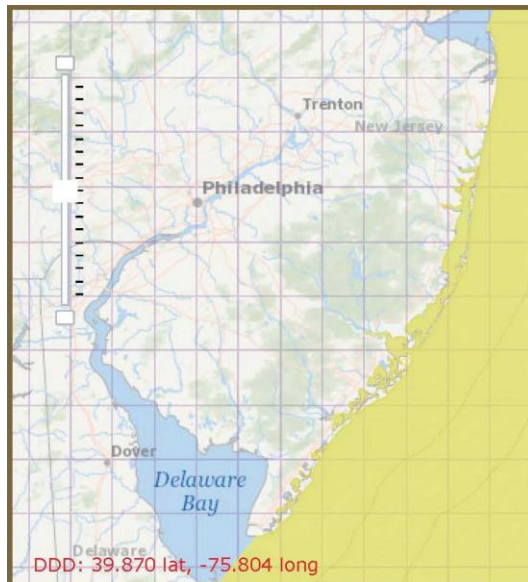 Trenton
New Jersey
Philadelphia
Dover
Delaware
Bay
Delaware
DDD: 39.870 lat, -75.804 long